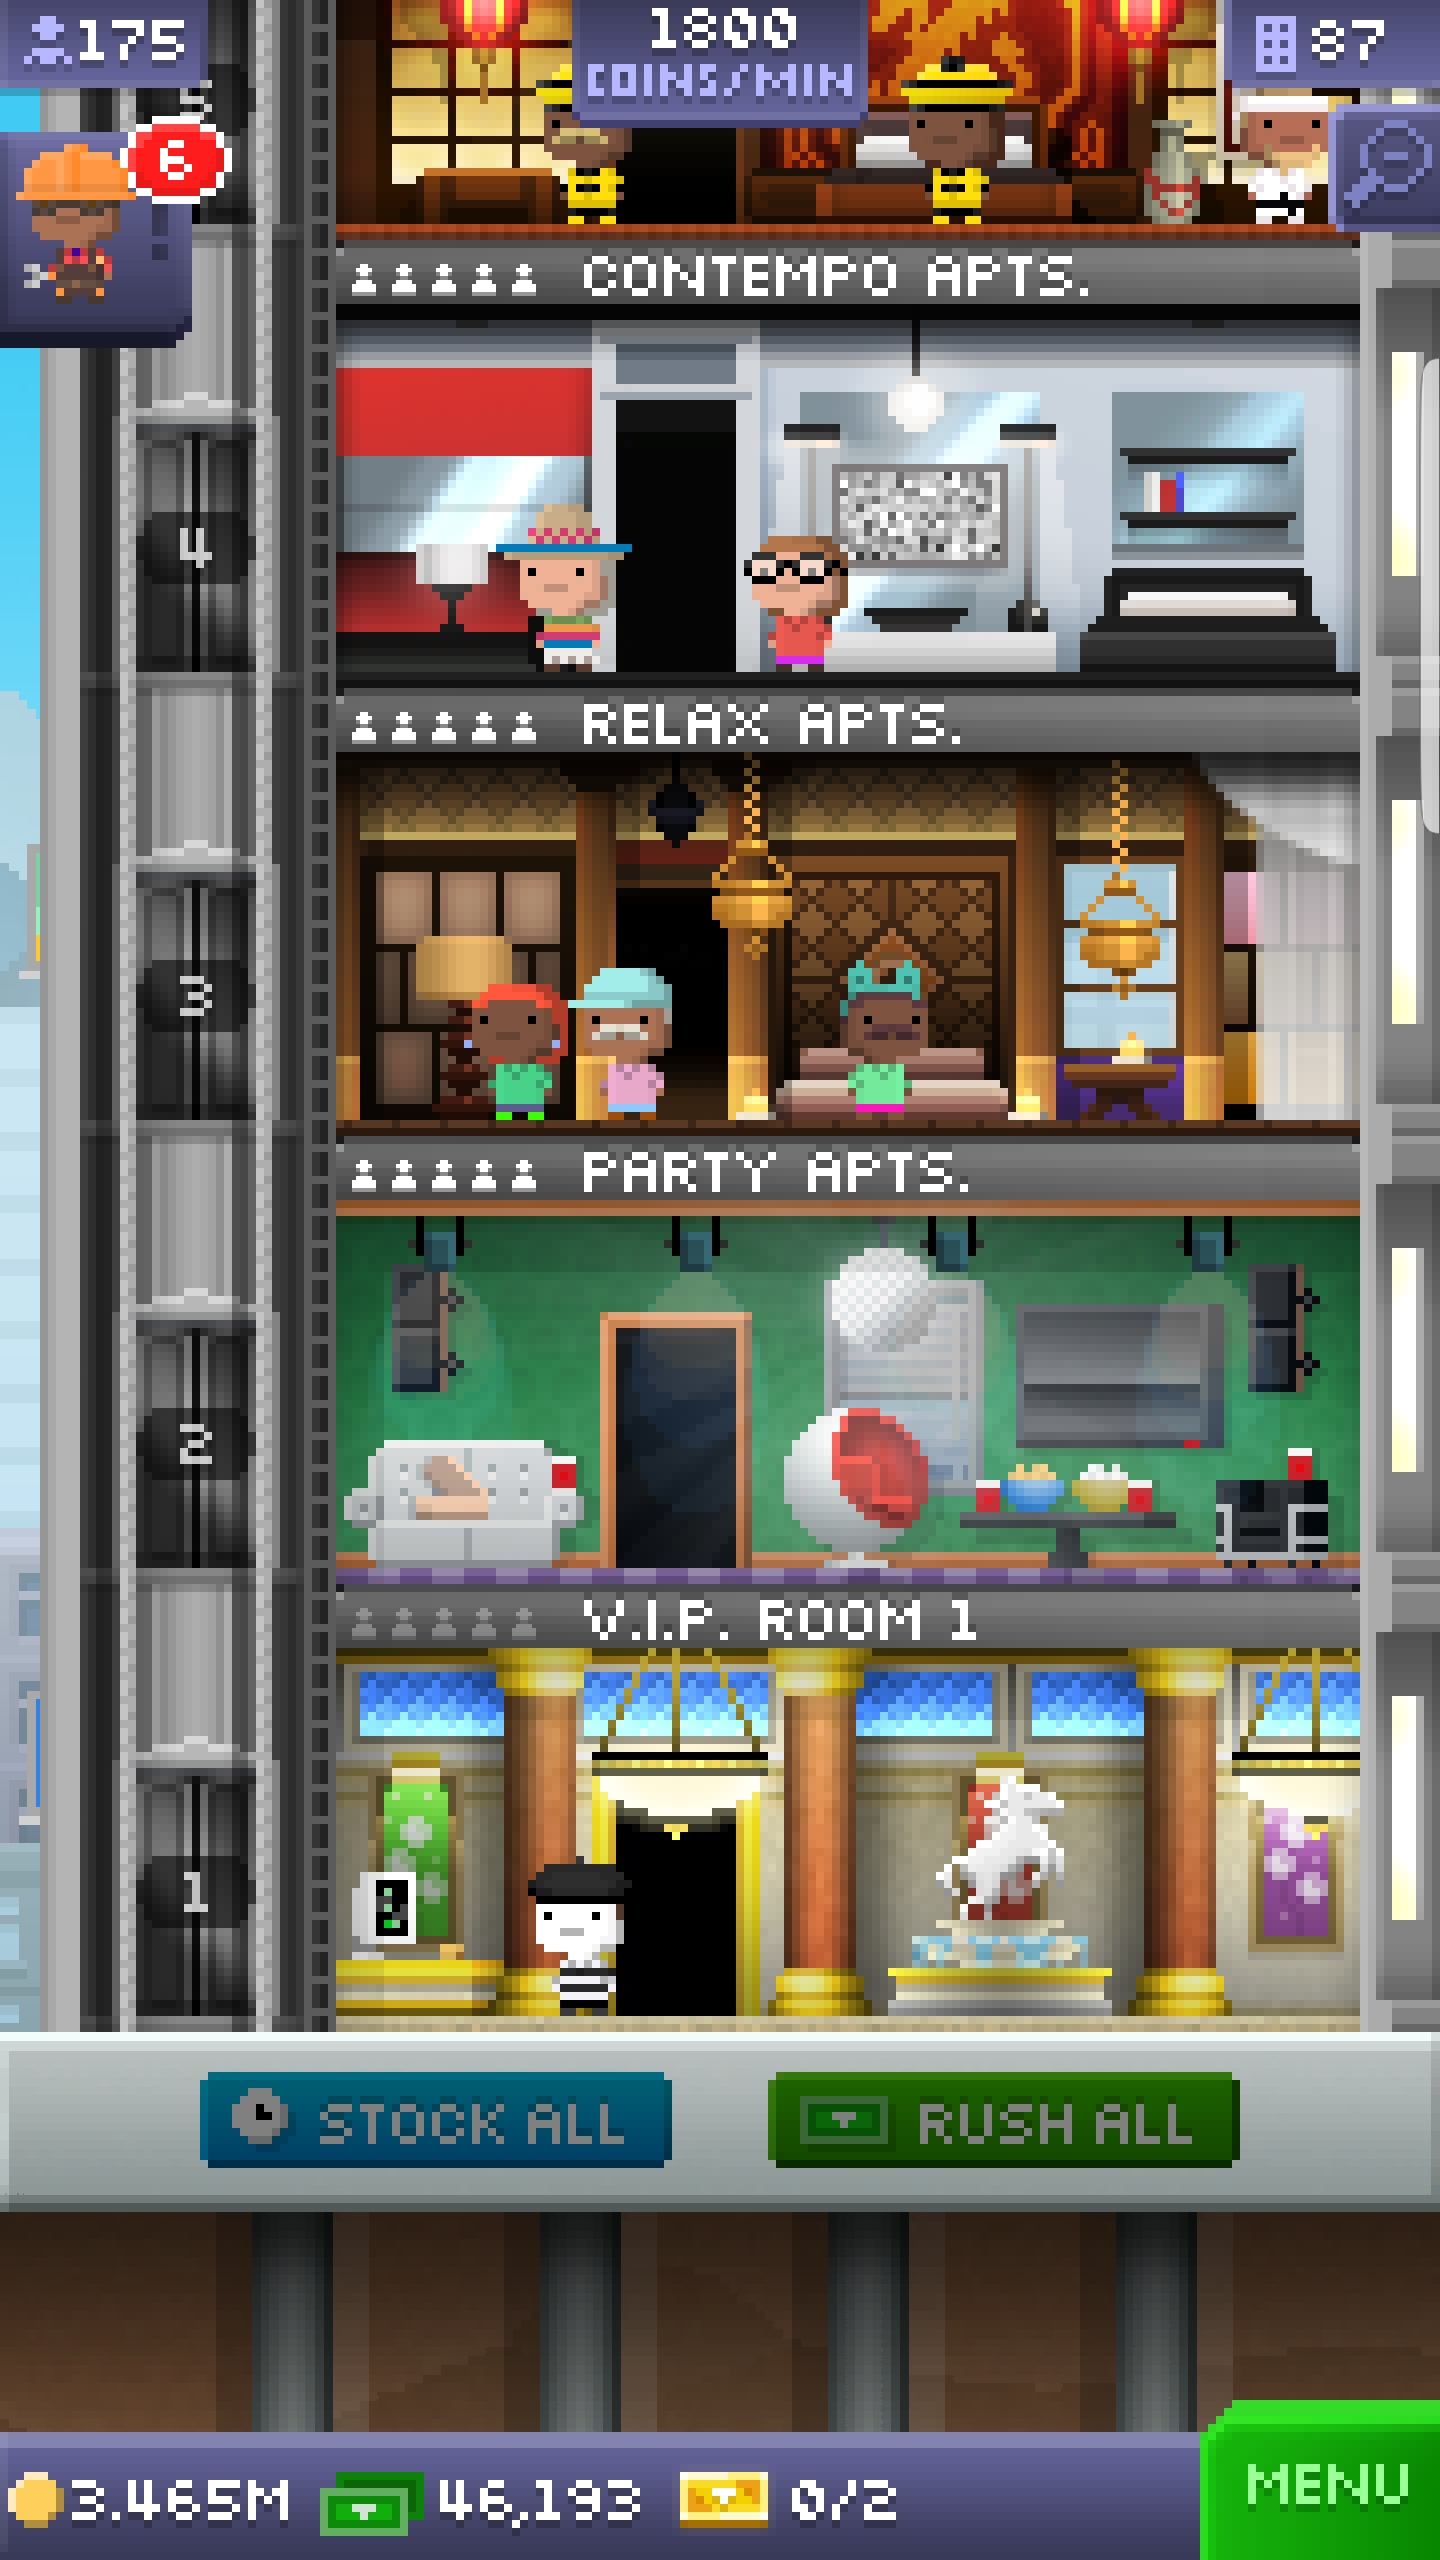 175
1800
COINS/MIN
87
5
6
CONTEMPO APTS.
4
RELAX APTS.
3
PARTY APTS.
2
V.I.P. ROOM 1
1
STOCK ALL
RUSH ALL
3.465M
46,193
0/2
MENU